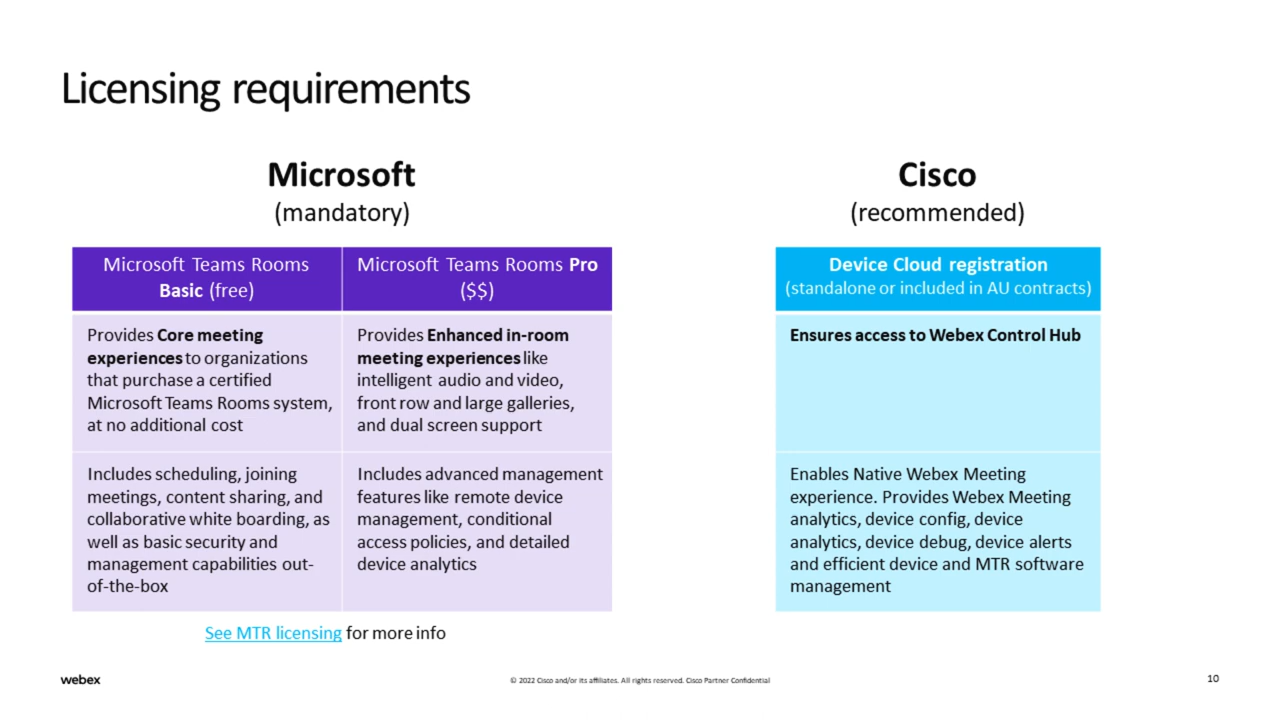 Licensing requirements
Microsoft
(mandatory)
Microsoft Teams Rooms
Basic (free)
Microsoft Teams Rooms Pro
($$)
Provides Core meeting
experiences to organizations
that purchase a certified
Microsoft Teams Rooms system,
at no additional cost
Provides Enhanced in-room
meeting experiences like
intelligent audio and video,
front row and large galleries,
and dual screen support
Includes scheduling, joining
meetings, content sharing, and
collaborative white boarding, as
well as basic security and
management capabilities out-
of-the-box
Includes advanced management
features like remote device
management, conditional
access policies, and detailed
device analytics
See MTR licensing for more info
Cisco
(recommended)
Device Cloud registration
(standalone or included in AU contracts)
Ensures access to Webex Control Hub
Enables Native Webex Meeting
experience. Provides Webex Meeting
analytics, device config, device
analytics, device debug, device alerts
and efficient device and MTR software
management
webex
© 2022 Cisco and/or its affiliates. All rights reserved. Cisco Partner Confidential
10